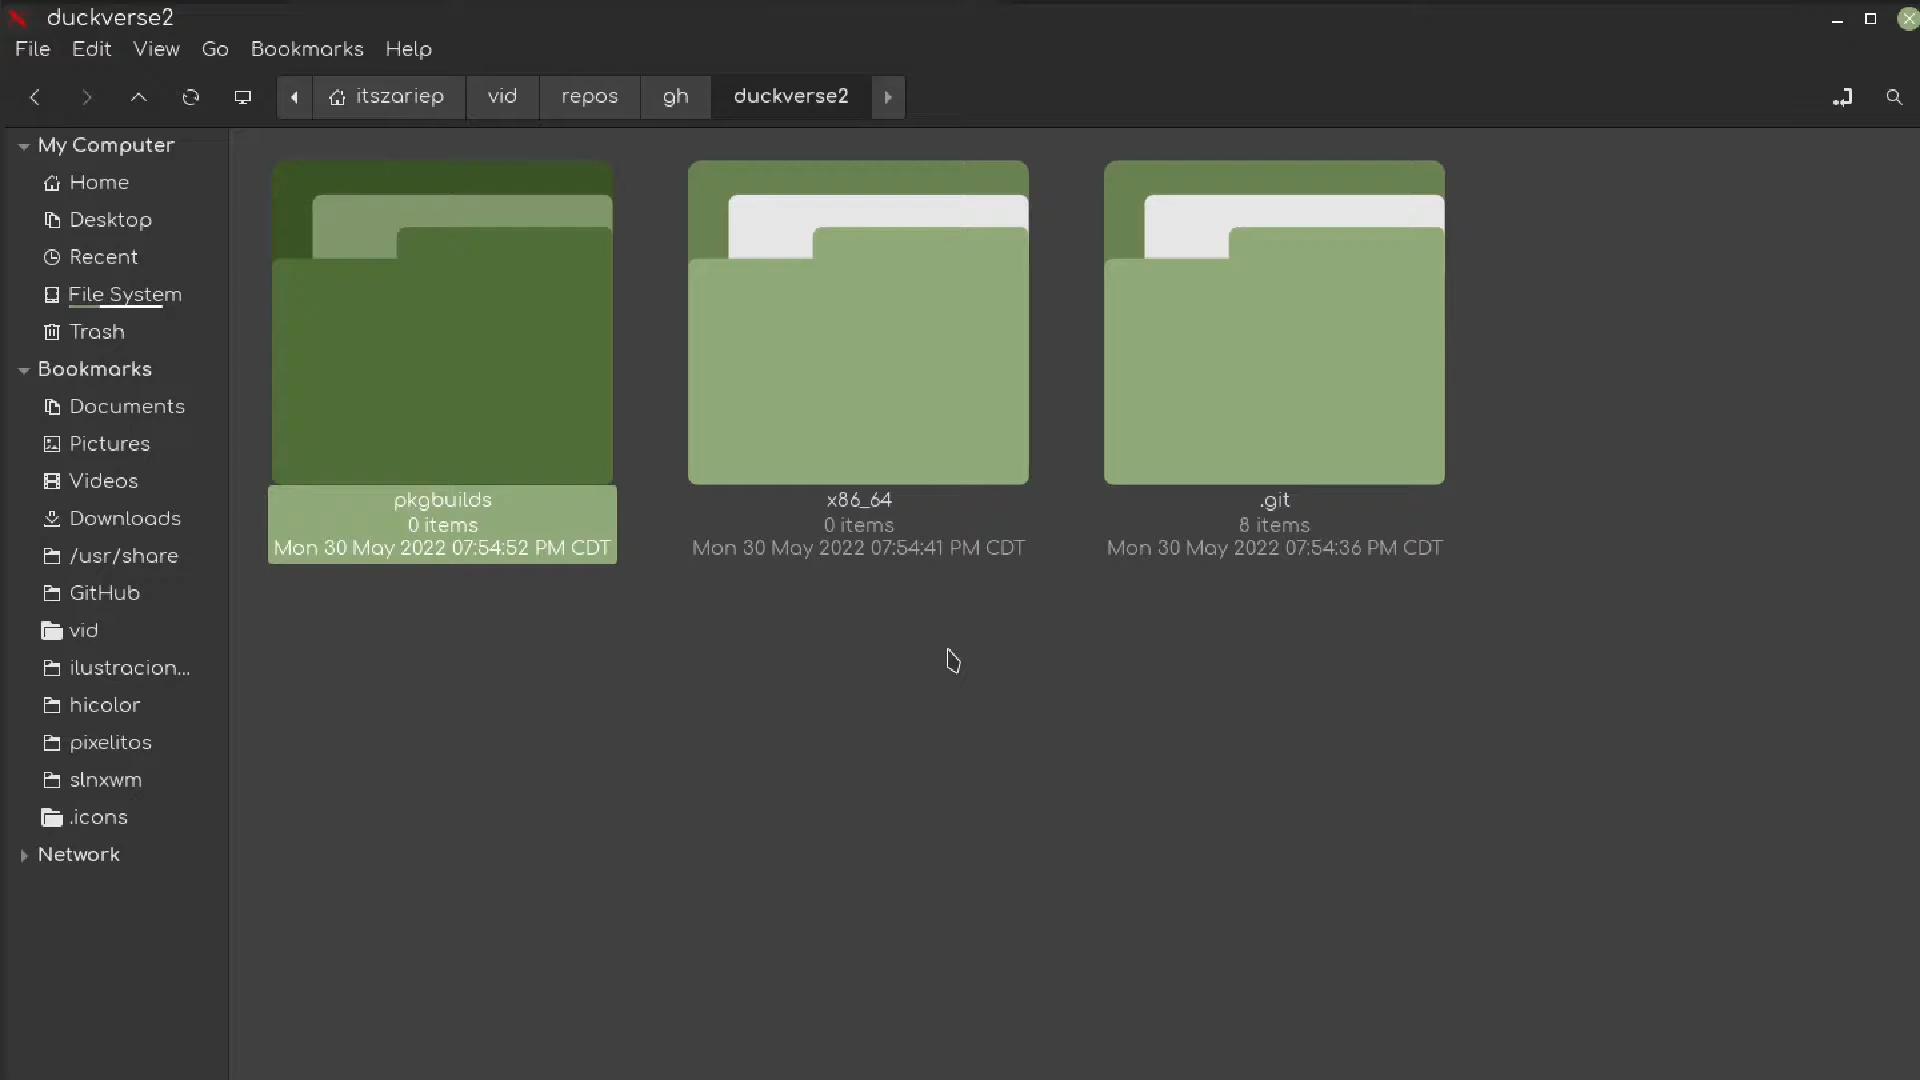 duckverse2
File Edit View Go Bookmarks Help
itszariep vid repos gh duckverse2
My Computer
Home
Desktop
Recent
File System
Trash
Bookmarks
Documents
Pictures
Videos
Downloads
/usr/share
GitHub
vid
ilustracion...
hicolor
pixelitos
slnxwm
.icons
Network
pkgbuilds
0 items
Mon 30 May 2022 07:54:52 PM CDT
x86_64
0 items
Mon 30 May 2022 07:54:41 PM CDT
.git
8 items
Mon 30 May 2022 07:54:36 PM CDT